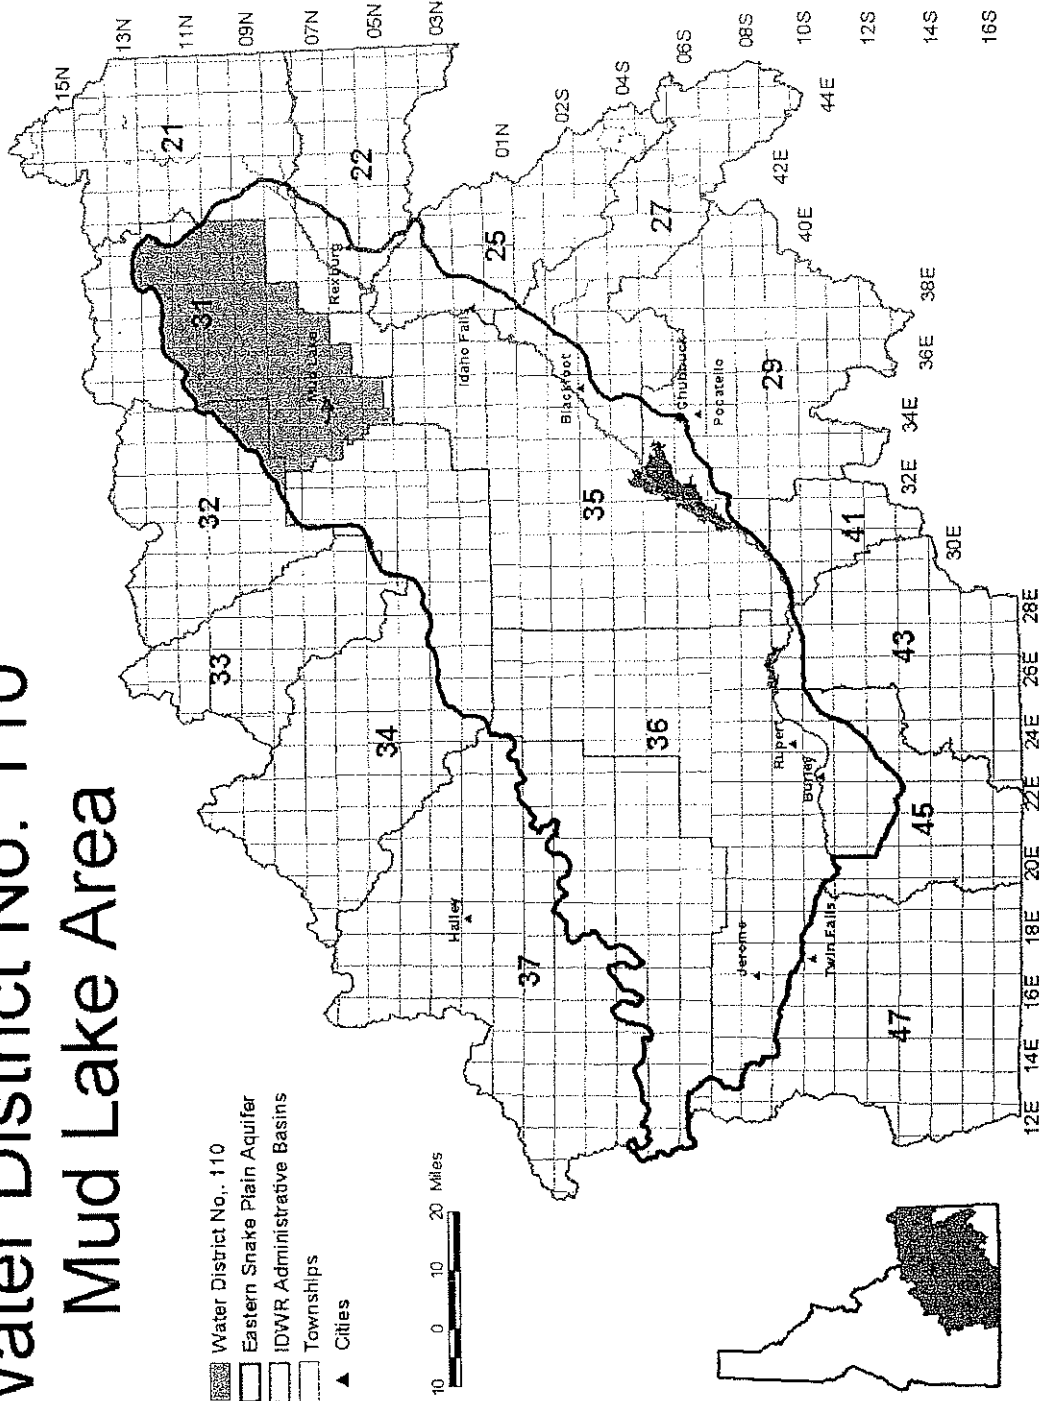 Water District No. 110
Mud Lake Area
Water District No,. 110
Eastern Snake Plain Aquifer
IDWR Administrative Basins
Townships
Cities
10 0 10 20 Miles
15N
13N
11N
09N
07N
05N
03N
01N
02S
04S
06S
08S
10S
12S
14S
16S
12E
14E
16E
18E
20E
22E
24E
26E
28E
30E
32E
34E
36E
38E
40E
42E
44E
21
22
25
27
29
31
32
33
34
35
36
37
41
43
45
47
Mud Lake
Rexburg
Idaho Falls
Blackfoot
Chubbuck
Pocatello
Hailey
Rupert
Burley
Jerome
Twin Falls